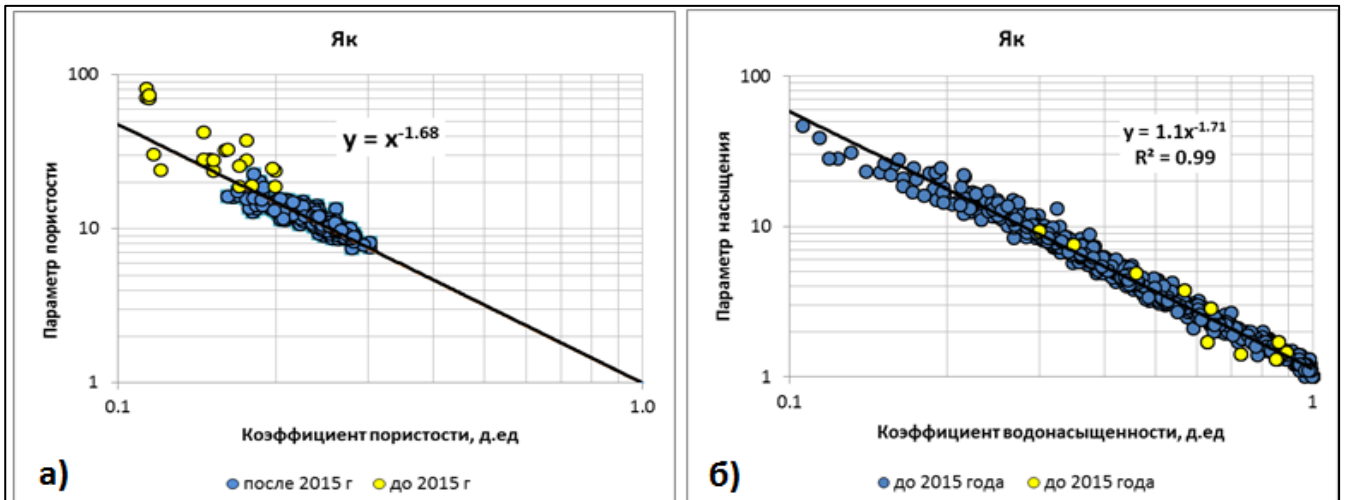 Як
100
10
1
0.1
1.0
Параметр пористости
y = x^-1.68
Коэффициент пористости, д.ед
а)
после 2015 г
до 2015 г
Як
100
10
1
0.1
1
Параметр насыщения
y = 1.1x^-1.71
R² = 0.99
Коэффициент водонасыщенности, д.ед
б)
до 2015 года
до 2015 года